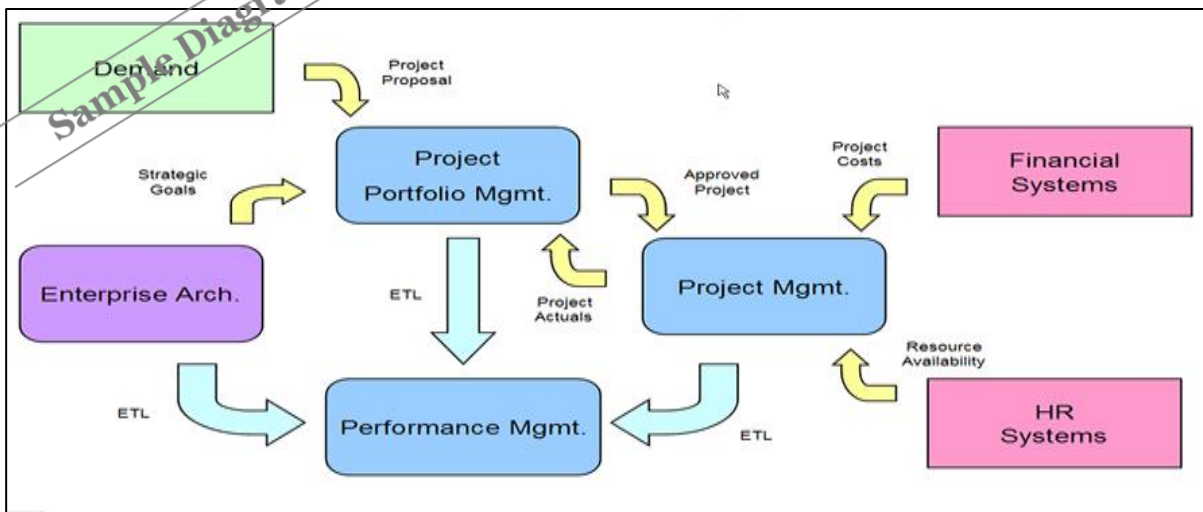 Sample Diagram
Demand
Project
Proposal
Strategic
Goals
Project
Portfolio Mgmt.
Approved
Project
Project
Costs
Financial
Systems
Enterprise Arch.
ETL
Project
Actuals
Project Mgmt.
Resource
Availability
ETL
Performance Mgmt.
ETL
HR
Systems